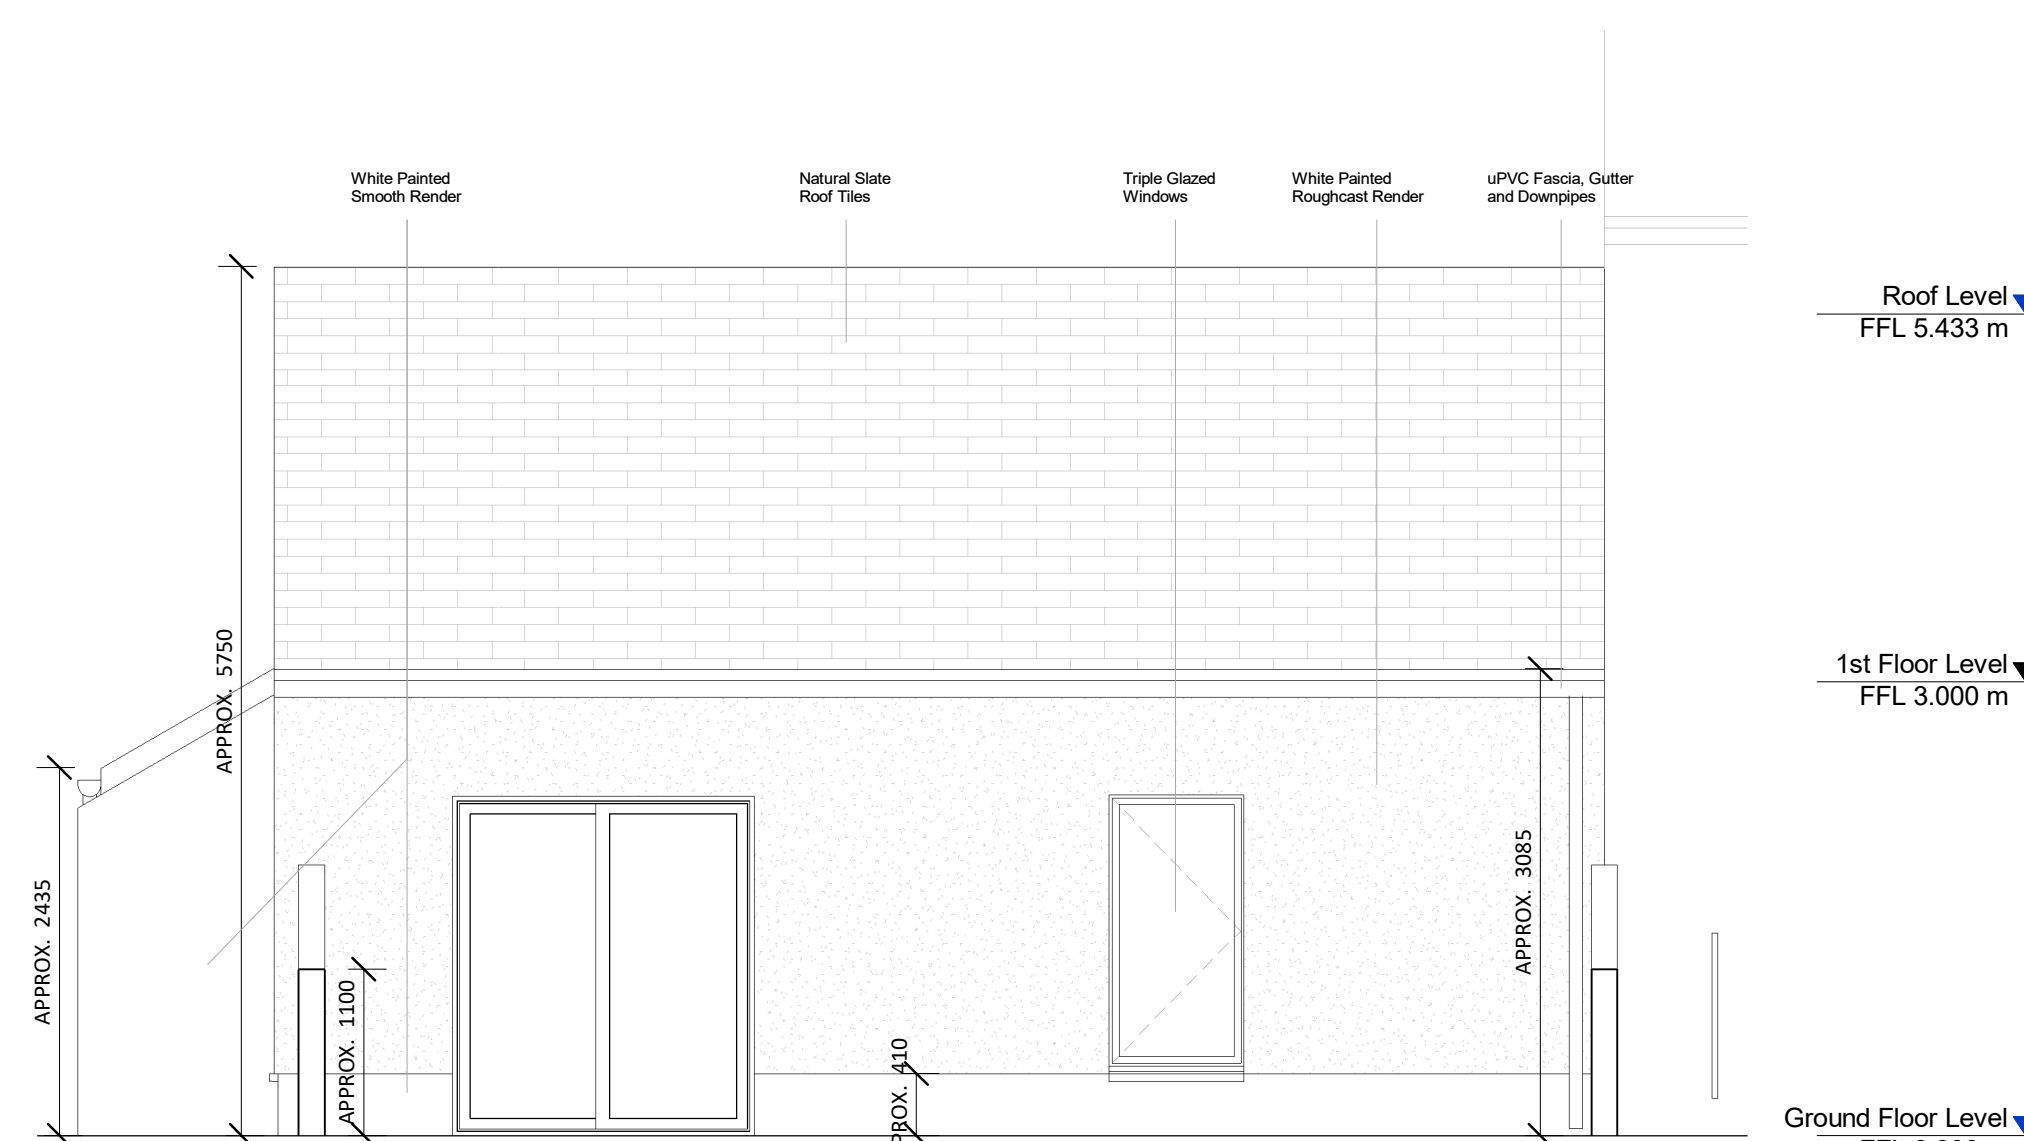 White Painted
Smooth Render
Natural Slate
Roof Tiles
Triple Glazed
Windows
White Painted
Roughcast Render
uPVC Fascia, Gutter
and Downpipes
Roof Level
FFL 5.433 m
1st Floor Level
FFL 3.000 m
APPROX. 5750
APPROX. 2435
APPROX. 1100
410
APPROX. 3085
Ground Floor Level